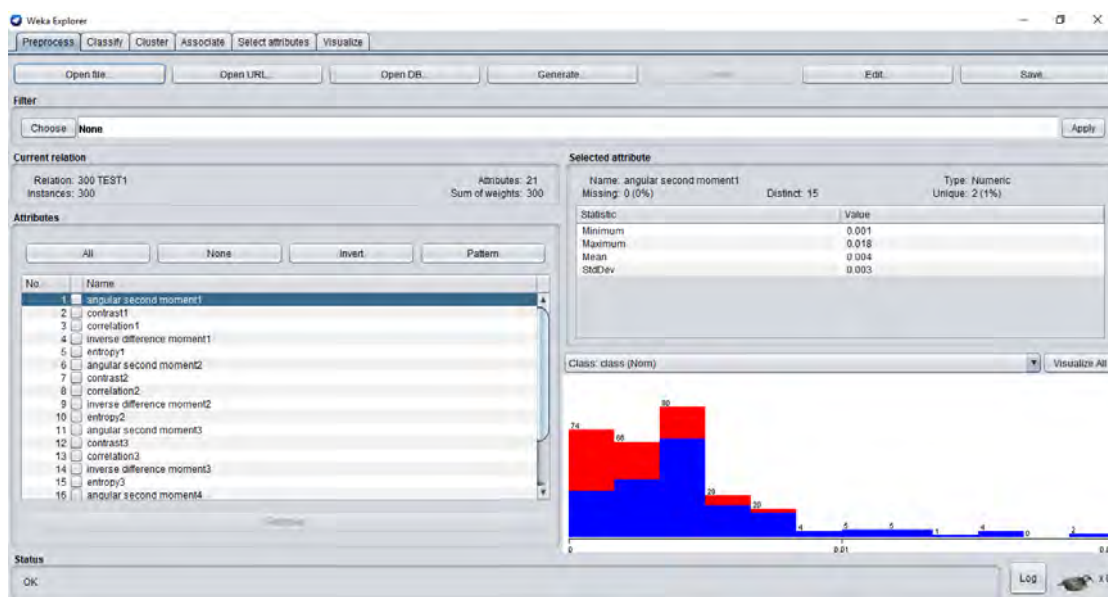 Weka Explorer
Preprocess Classify Cluster Associate Select attributes Visualize
Open file... Open URL... Open DB... Generate... Edit... Save...
Filter
Choose None Apply
Current relation
Relation: 300 TEST1 Attributes: 21
Instances: 300 Sum of weights: 300
Selected attribute
Name: angular second moment1 Type: Numeric
Missing: 0 (0%) Distinct: 15 Unique: 2 (1%)
Statistic Value
Minimum 0.001
Maximum 0.018
Mean 0.004
StdDev 0.003
Attributes
All None Invert Pattern
No. Name
1 angular second moment1
2 contrast1
3 correlation1
4 inverse difference moment1
5 entropy1
6 angular second moment2
7 contrast2
8 correlation2
9 inverse difference moment2
10 entropy2
11 angular second moment3
12 contrast3
13 correlation3
14 inverse difference moment3
15 entropy3
16 angular second moment4
Remove
Class: class (Nom) Visualize All
74 66 90 29 20 4 5 5 1 4 0 2
0 0.01
Status
OK
Log